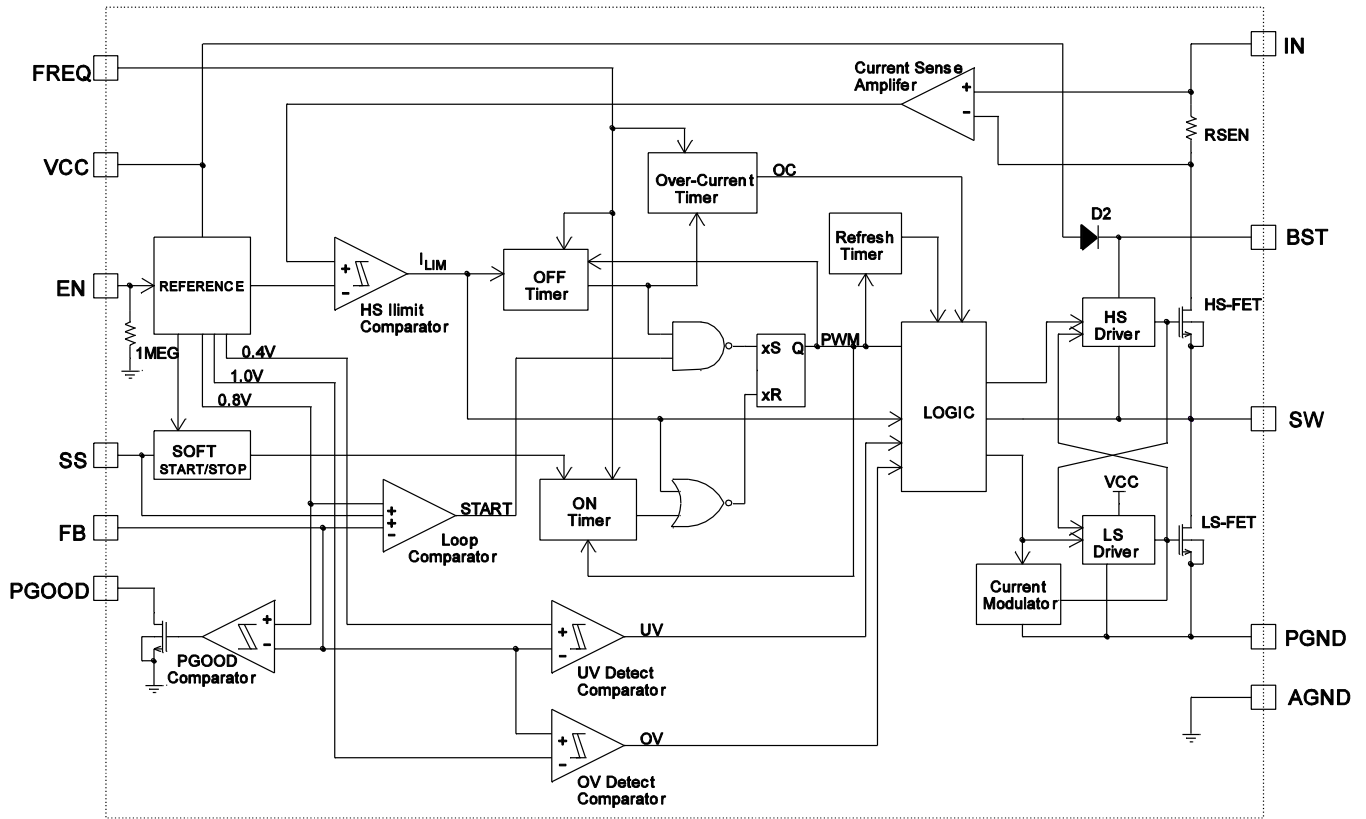 IN
FREQ
Current Sense
Amplifer
+
-
RSEN
VCC
Over-Current
Timer
OC
D2
BST
Refresh
Timer
EN
REFERENCE
+
-
ILIM
HS Ilimit
Comparator
OFF
Timer
HS
Driver
HS-FET
1MEG
0.4V
1.0V
0.8V
xS
Q
PWM
xR
LOGIC
SW
SS
SOFT
START/STOP
+
+
-
START
Loop
Comparator
ON
Timer
VCC
LS
Driver
LS-FET
FB
PGOOD
Current
Modulator
+
-
PGOOD
Comparator
+
-
UV
UV Detect
Comparator
PGND
AGND
+
-
OV
OV Detect
Comparator